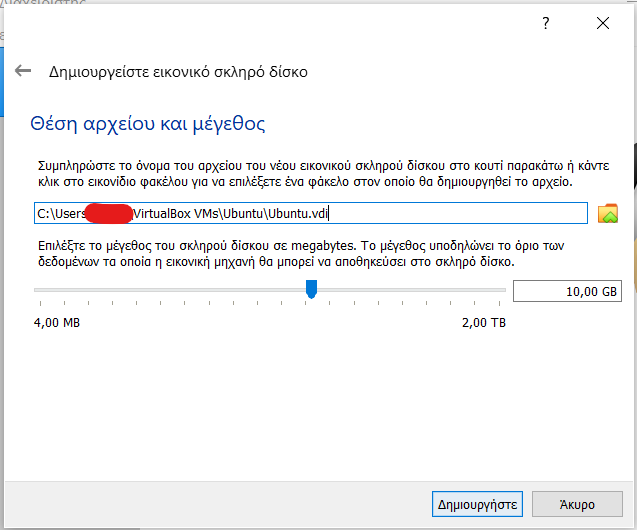 ?
Δημιουργείστε εικονικό σκληρό δίσκο
Θέση αρχείου και μέγεθος
Συμπληρώστε το όνομα του αρχείου του νέου εικονικού σκληρού δίσκου στο κουτί παρακάτω ή κάντε
κλικ στο εικονίδιο φακέλου για να επιλέξετε ένα φάκελο στον οποίο θα δημιουργηθεί το αρχείο.
C:\Users VirtualBox VMs\Ubuntu\Ubuntu.vdi
Επιλέξτε το μέγεθος του σκληρού δίσκου σε megabytes. Το μέγεθος υποδηλώνει το όριο των
δεδομένων τα οποία η εικονική μηχανή θα μπορεί να αποθηκεύσει στο σκληρό δίσκο.
10,00 GB
4,00 MB 2,00 TB
Δημιουργήστε Άκυρο